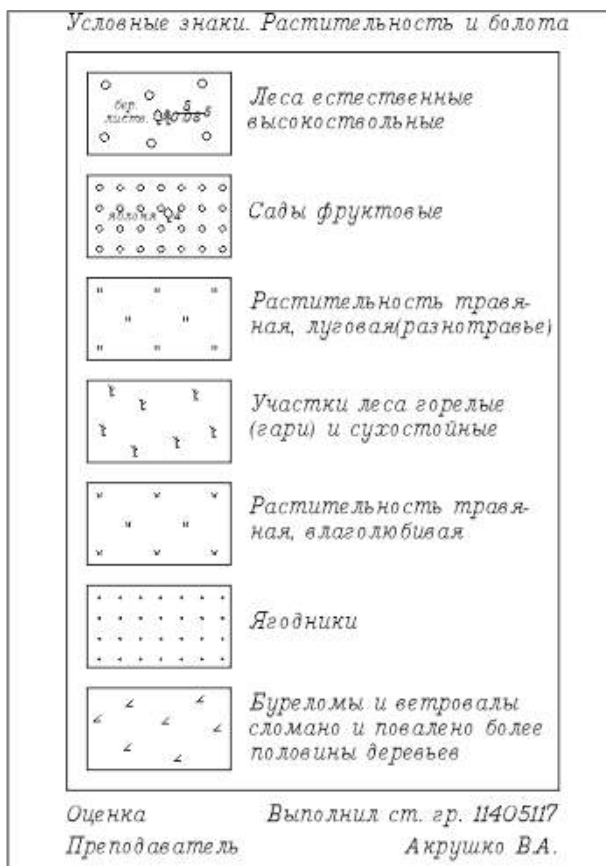 Условные знаки. Растительность и болота
бер.
листв.
Леса естественные
высокоствольные
яблоня 4
Сады фруктовые
Растительность травя-
ная, луговая(разнотравье)
Участки леса горелые
(гари) и сухостойные
Растительность травя-
ная, влаголюбивая
Ягодники
Буреломы и ветровалы
сломано и повалено более
половины деревьев
Оценка Выполнил ст. гр. 11405117
Преподаватель Акрушко В.А.